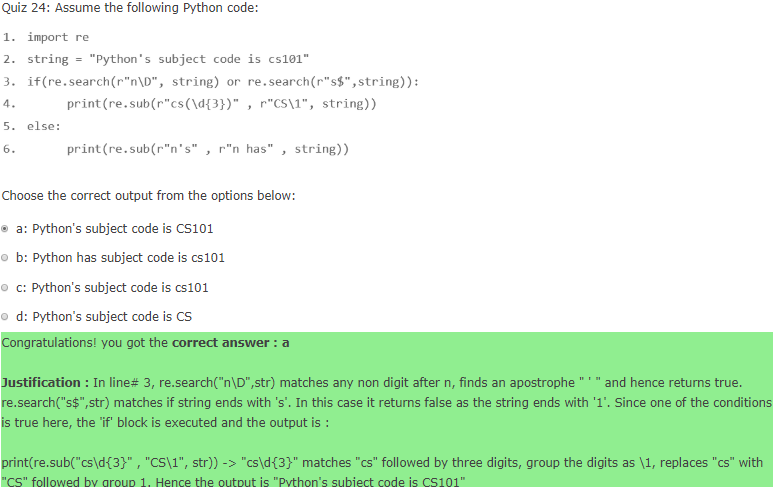 Quiz 24: Assume the following Python code:
1. import re
2. string = "Python's subject code is cs101"
3. if(re.search(r"n\D", string) or re.search(r"s$",string)):
4. print(re.sub(r"cs(\d{3})" , r"CS\1", string))
5. else:
6. print(re.sub(r"n's" , r"n has" , string))
Choose the correct output from the options below:
a: Python's subject code is CS101
b: Python has subject code is cs101
c: Python's subject code is cs101
d: Python's subject code is CS
Congratulations! you got the correct answer : a
Justification : In line# 3, re.search("n\D",str) matches any non digit after n, finds an apostrophe " ' " and hence returns true.
re.search("s$",str) matches if string ends with 's'. In this case it returns false as the string ends with '1'. Since one of the conditions
is true here, the 'if' block is executed and the output is :
print(re.sub("cs\d{3}" , "CS\1", str)) -> "cs\d{3}" matches "cs" followed by three digits, group the digits as \1, replaces "cs" with
"CS" followed by group 1. Hence the output is "Python's subject code is CS101"